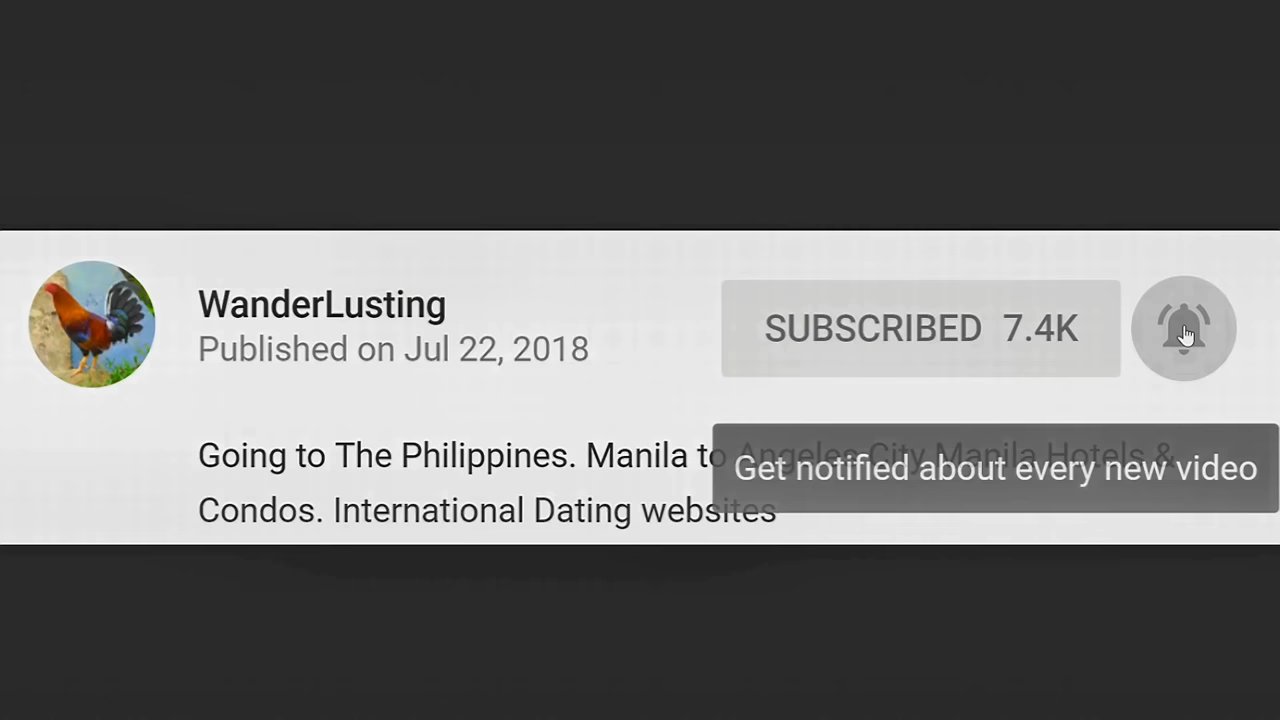 WanderLusting
Published on Jul 22, 2018
SUBSCRIBED 7.4K
Going to The Philippines. Manila to Angeles City Manila Hotels &
Get notified about every new video
Condos. International Dating websites